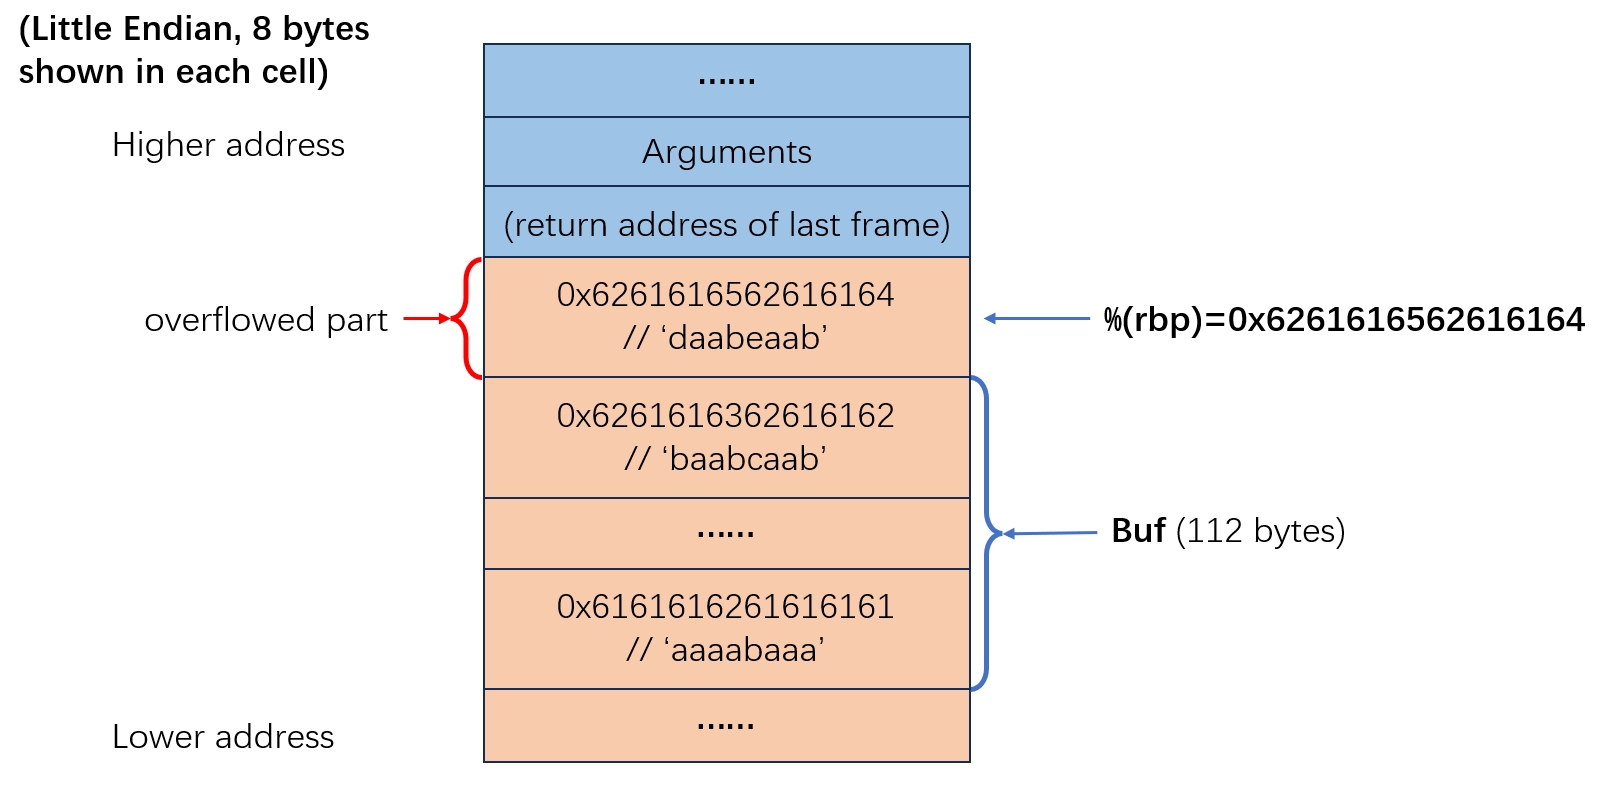 (Little Endian, 8 bytes
shown in each cell)
……
Higher address
Arguments
(return address of last frame)
overflowed part
0x6261616562616164
// ‘daabeaab’
%(rbp)=0x6261616562616164
0x6261616362616162
// ‘baabcaab’
……
Buf (112 bytes)
0x6161616261616161
// ‘aaaabaaa’
……
Lower address